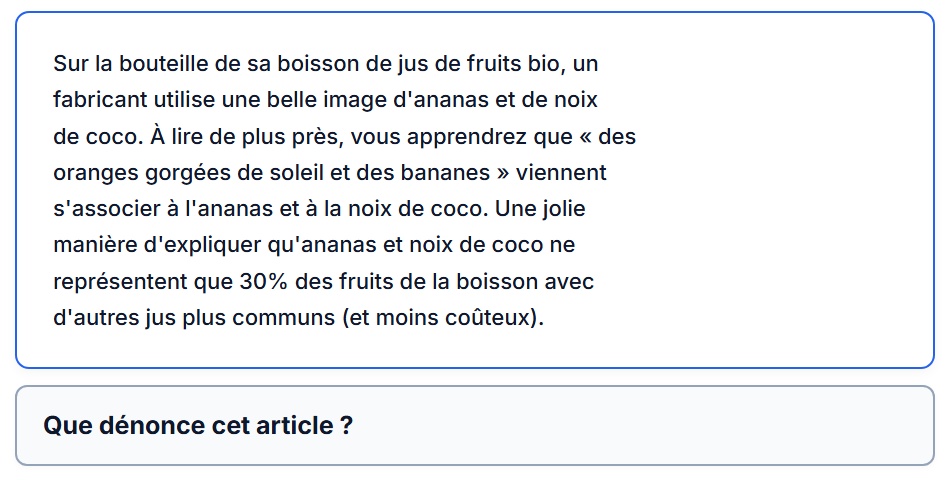 Sur la bouteille de sa boisson de jus de fruits bio, un
fabricant utilise une belle image d'ananas et de noix
de coco. À lire de plus près, vous apprendrez que « des
oranges gorgées de soleil et des bananes » viennent
s'associer à l'ananas et à la noix de coco. Une jolie
manière d'expliquer qu'ananas et noix de coco ne
représentent que 30% des fruits de la boisson avec
d'autres jus plus communs (et moins coûteux).
Que dénonce cet article ?